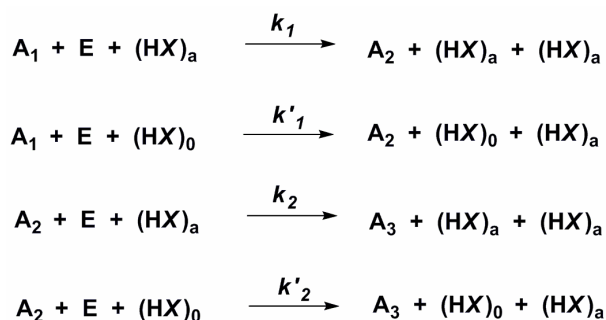 k₁
A₁ + E + (HX)ₐ → A₂ + (HX)ₐ + (HX)ₐ
k'₁
A₁ + E + (HX)₀ → A₂ + (HX)₀ + (HX)ₐ
k₂
A₂ + E + (HX)ₐ → A₃ + (HX)ₐ + (HX)ₐ
k'₂
A₂ + E + (HX)₀ → A₃ + (HX)₀ + (HX)ₐ